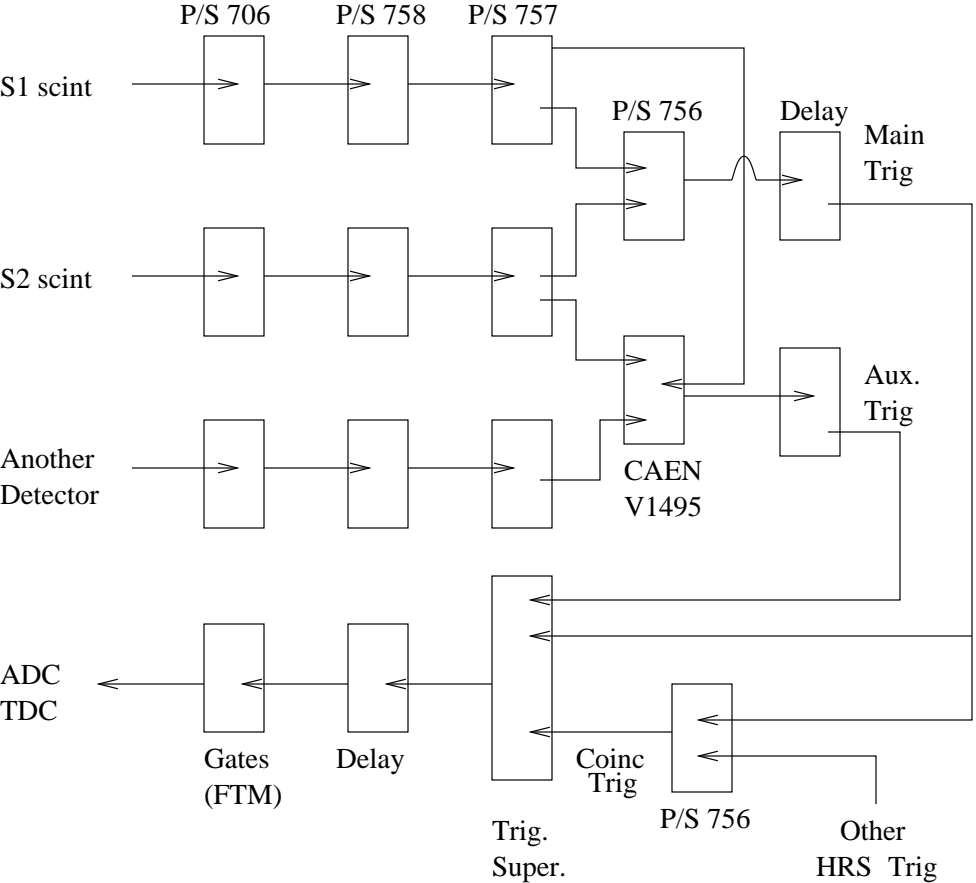 P/S 706
P/S 758
P/S 757
S1 scint
P/S 756
Delay
Main
Trig
S2 scint
Aux.
Trig
Another
Detector
CAEN
V1495
ADC
TDC
Gates
(FTM)
Delay
Coinc
Trig
P/S 756
Trig.
Super.
Other
HRS Trig